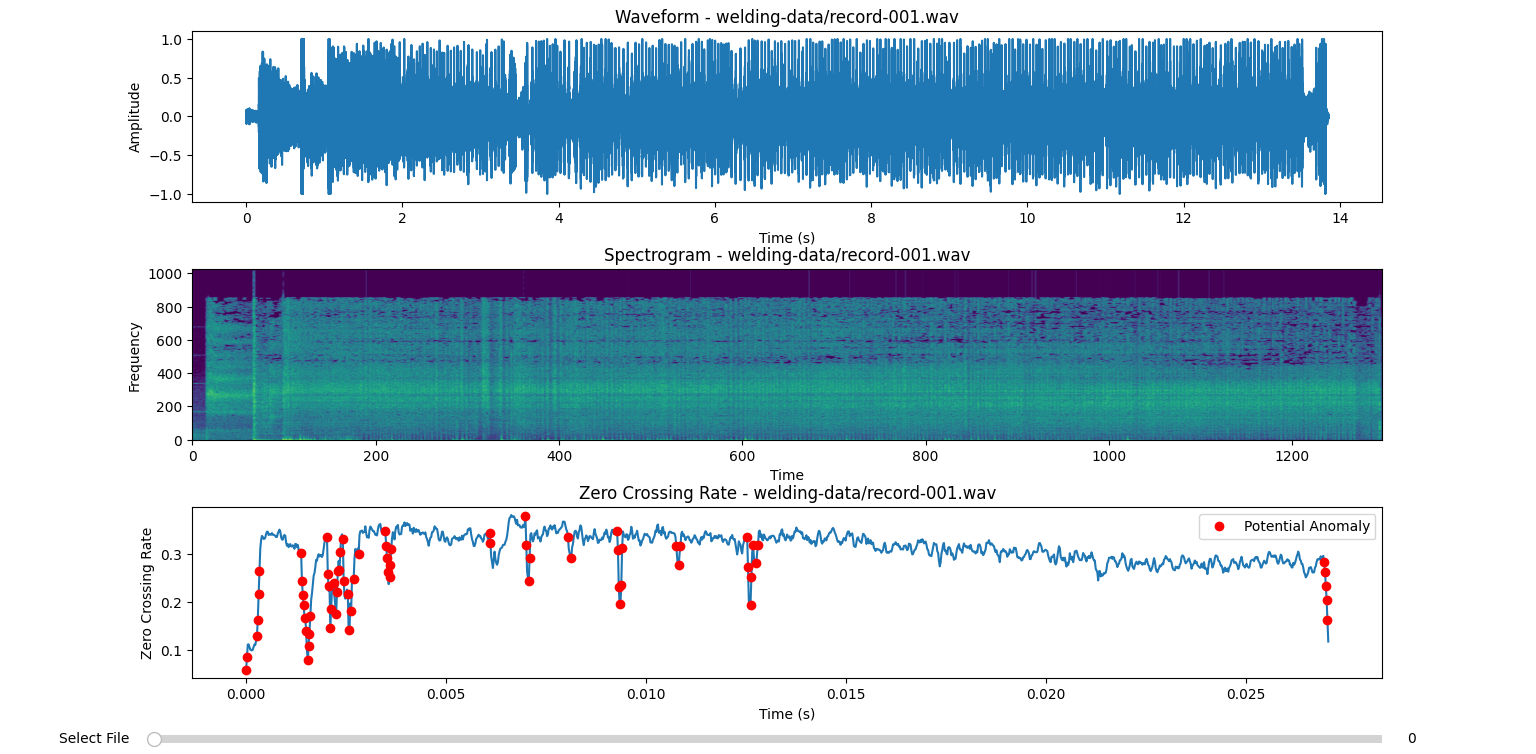 Waveform - welding-data/record-001.wav
1.0
0.5
0.0
−0.5
−1.0
Amplitude
0 2 4 6 8 10 12 14
Time (s)
Spectrogram - welding-data/record-001.wav
1000
800
600
400
200
0
Frequency
0 200 400 600 800 1000 1200
Time
Zero Crossing Rate - welding-data/record-001.wav
Potential Anomaly
0.3
0.2
0.1
Zero Crossing Rate
0.000 0.005 0.010 0.015 0.020 0.025
Time (s)
Select File 0